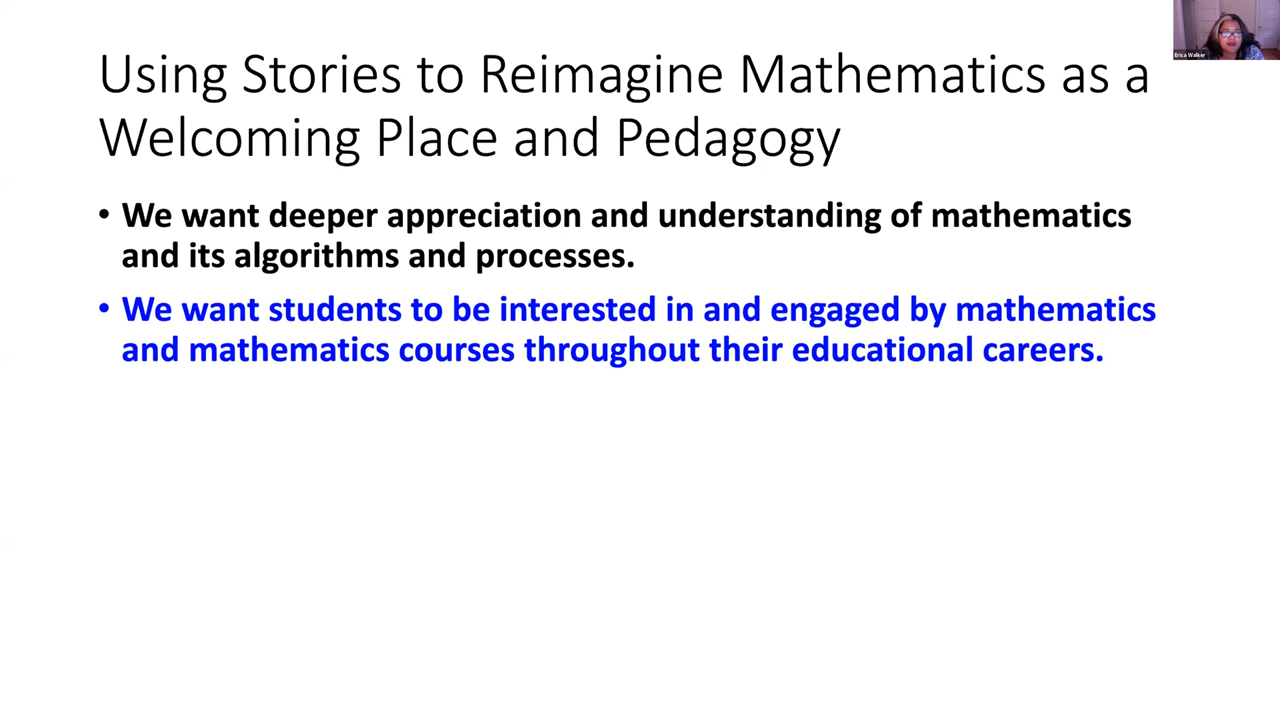 Using Stories to Reimagine Mathematics as a
Welcoming Place and Pedagogy
• We want deeper appreciation and understanding of mathematics
and its algorithms and processes.
• We want students to be interested in and engaged by mathematics
and mathematics courses throughout their educational careers.
Erica Walker